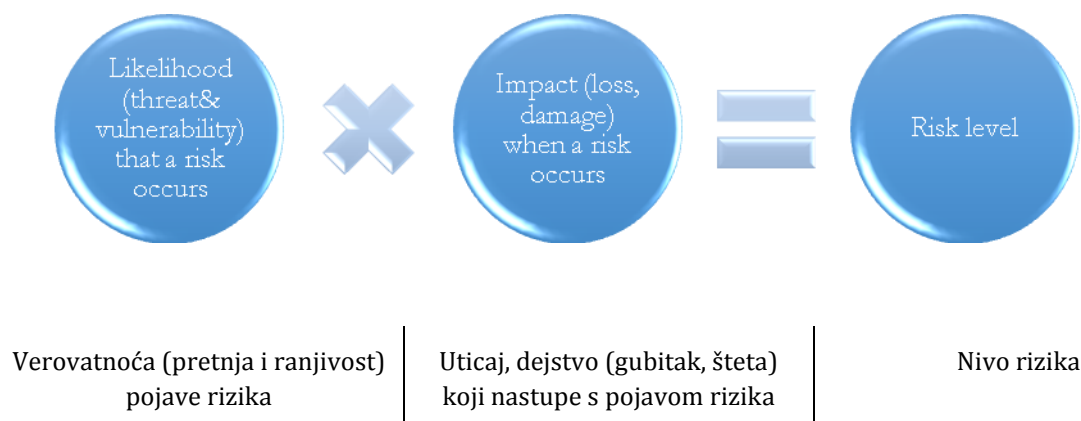 Likelihood
(threat&
vulnerability)
that a risk
occurs
Impact (loss,
damage)
when a risk
occurs
Risk level
Verovatnoća (pretnja i ranjivost)
pojave rizika
Uticaj, dejstvo (gubitak, šteta)
koji nastupe s pojavom rizika
Nivo rizika